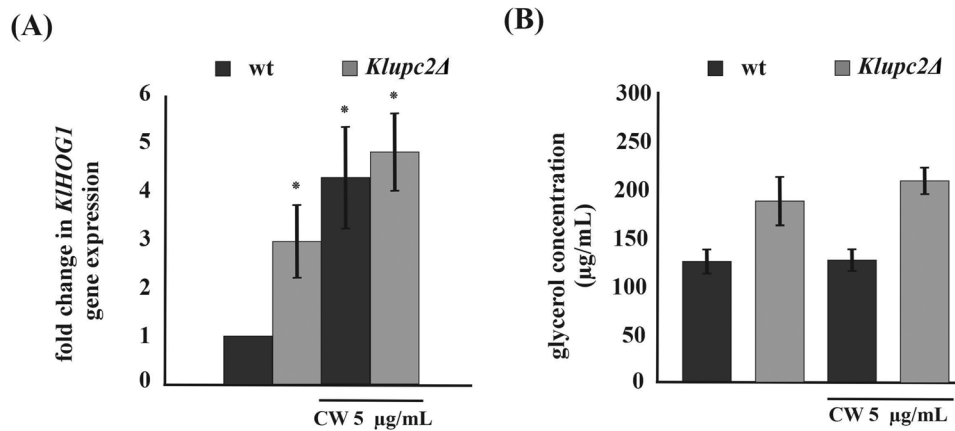 (A)
wt Klupc2Δ
fold change in KlHOG1
gene expression
6
5
4
3
2
1
0
*
*
*
CW 5 μg/mL
(B)
wt Klupc2Δ
glycerol concentration
(μg/mL)
300
250
200
150
100
50
0
CW 5 μg/mL